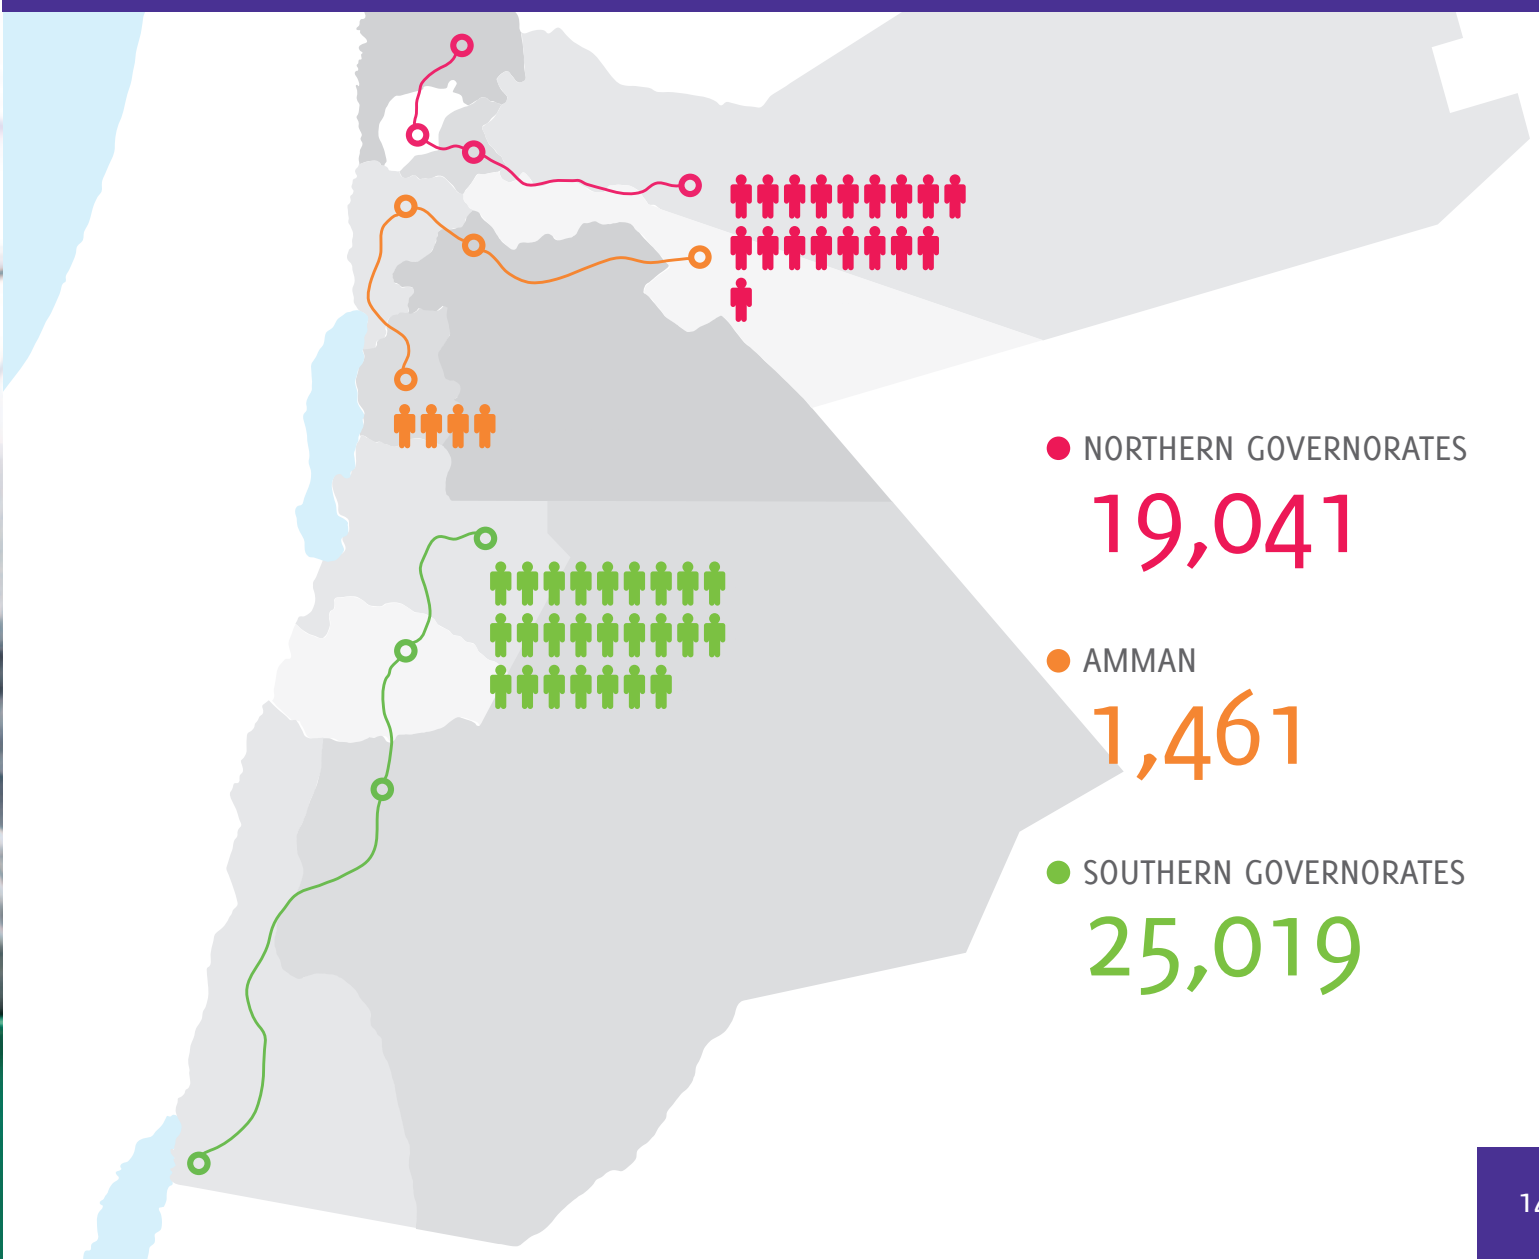 NORTHERN GOVERNORATES
19,041
AMMAN
1,461
SOUTHERN GOVERNORATES
25,019